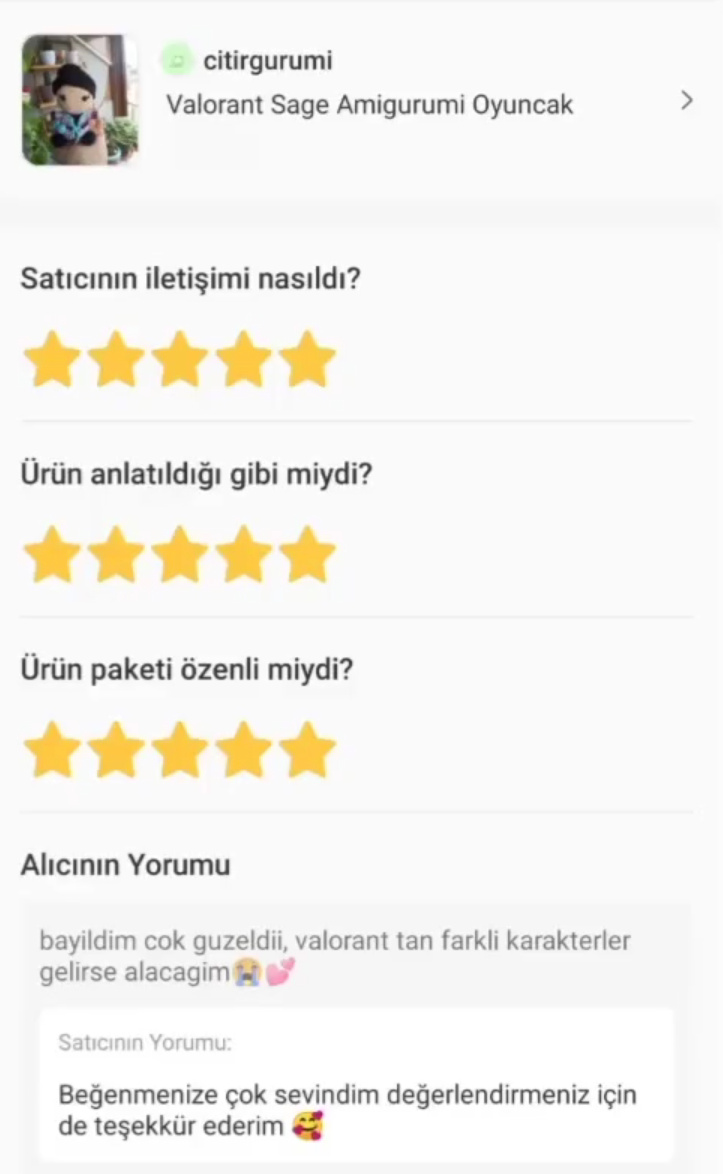 citirgurumi
Valorant Sage Amigurumi Oyuncak
Satıcının iletişimi nasıldı?
Ürün anlatıldığı gibi miydi?
Ürün paketi özenli miydi?
Alıcının Yorumu
bayildim cok guzeldii, valorant tan farkli karakterler
gelirse alacagim😭💕
Satıcının Yorumu:
Beğenmenize çok sevindim değerlendirmeniz için
de teşekkür ederim 🥰